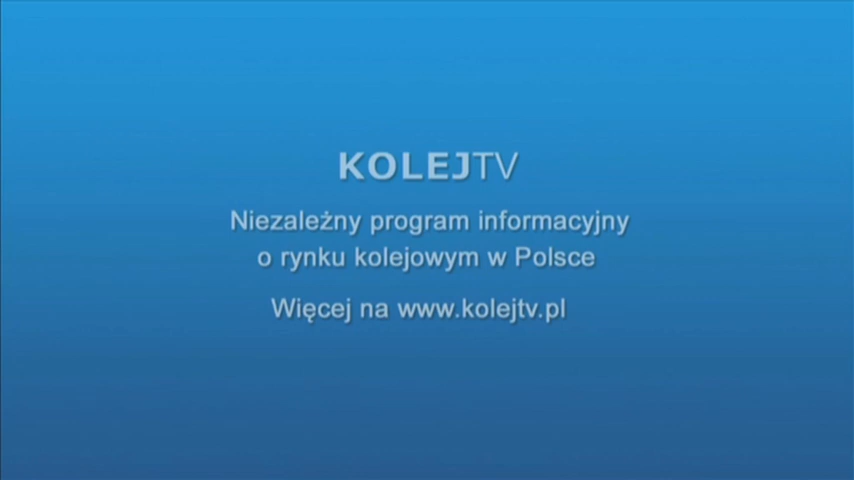 KOLEJTV
Niezależny program informacyjny
o rynku kolejowym w Polsce
Więcej na www.kolejtv.pl